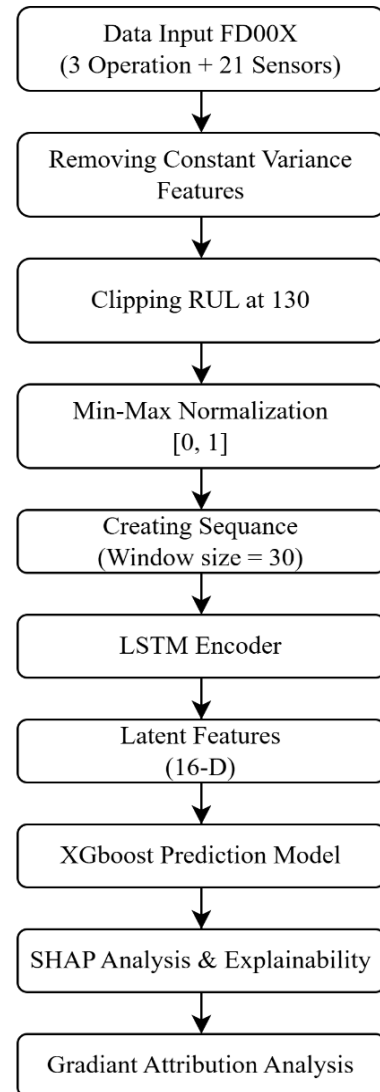 Data Input FD00X
(3 Operation + 21 Sensors)
Removing Constant Variance
Features
Clipping RUL at 130
Min-Max Normalization
[0, 1]
Creating Sequance
(Window size = 30)
LSTM Encoder
Latent Features
(16-D)
XGboost Prediction Model
SHAP Analysis & Explainability
Gradiant Attribution Analysis